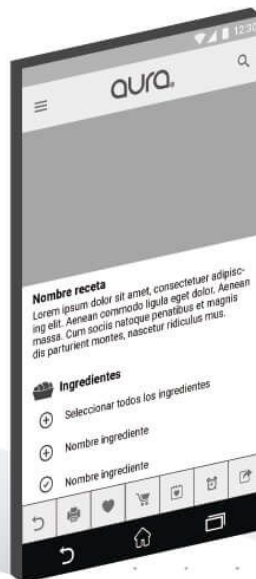 12:30
aura
Nombre receta
Lorem ipsum dolor sit amet, consectetuer adipisc-
ing elit. Aenean commodo ligula eget dolor. Aenean
massa. Cum sociis natoque penatibus et magnis
dis parturient montes, nascetur ridiculus mus.
Ingredientes
Seleccionar todos los ingredientes
Nombre ingrediente
Nombre ingrediente